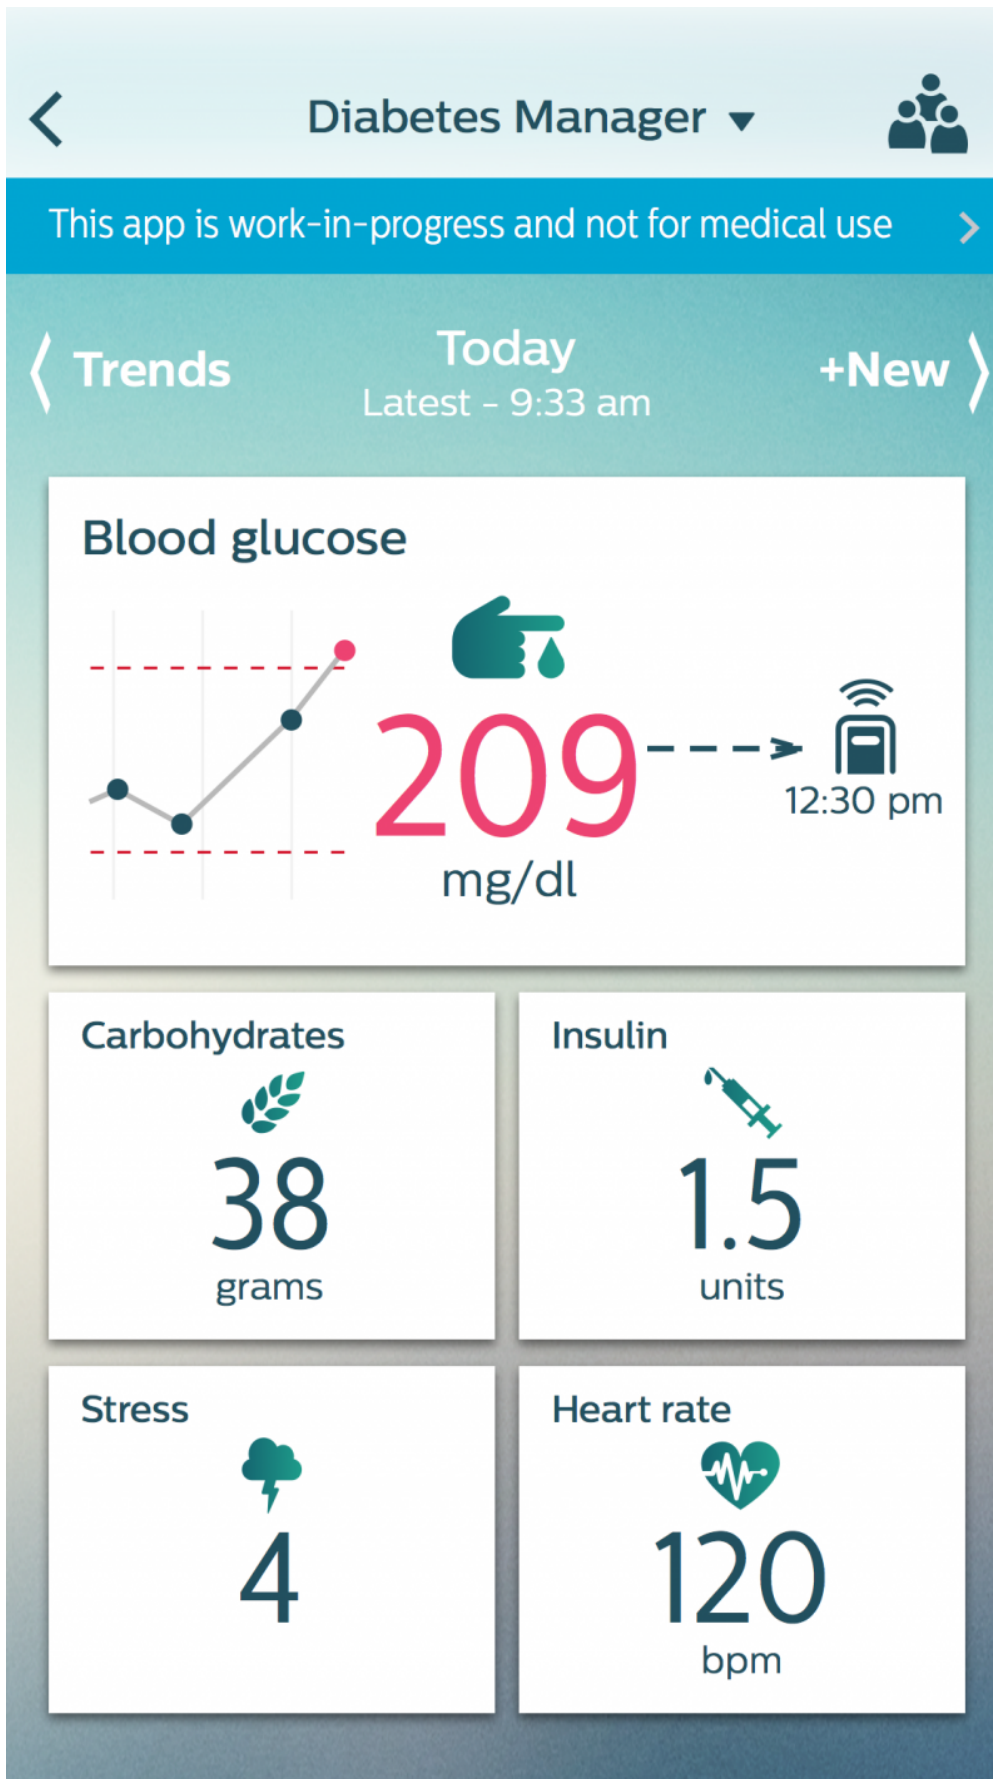 Diabetes Manager
This app is work-in-progress and not for medical use
Trends
Today
Latest - 9:33 am
+New
Blood glucose
209
mg/dl
12:30 pm
Carbohydrates
38
grams
Insulin
1.5
units
Stress
4
Heart rate
120
bpm